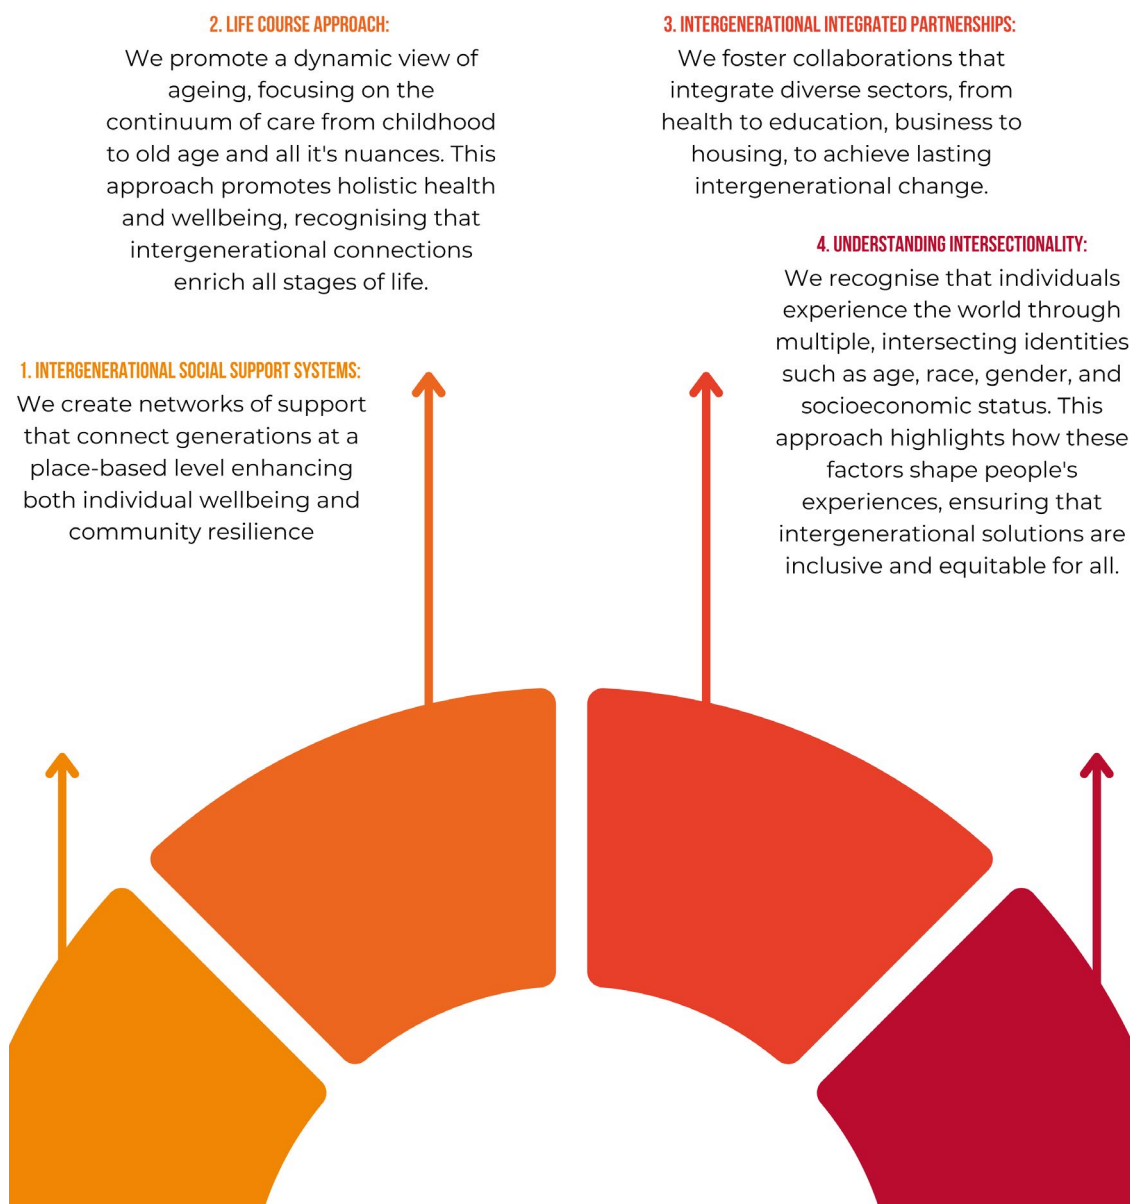 2. LIFE COURSE APPROACH:
We promote a dynamic view of
ageing, focusing on the
continuum of care from childhood
to old age and all it's nuances. This
approach promotes holistic health
and wellbeing, recognising that
intergenerational connections
enrich all stages of life.
3. INTERGENERATIONAL INTEGRATED PARTNERSHIPS:
We foster collaborations that
integrate diverse sectors, from
health to education, business to
housing, to achieve lasting
intergenerational change.
4. UNDERSTANDING INTERSECTIONALITY:
We recognise that individuals
experience the world through
multiple, intersecting identities
such as age, race, gender, and
socioeconomic status. This
approach highlights how these
factors shape people's
experiences, ensuring that
intergenerational solutions are
inclusive and equitable for all.
1. INTERGENERATIONAL SOCIAL SUPPORT SYSTEMS:
We create networks of support
that connect generations at a
place-based level enhancing
both individual wellbeing and
community resilience